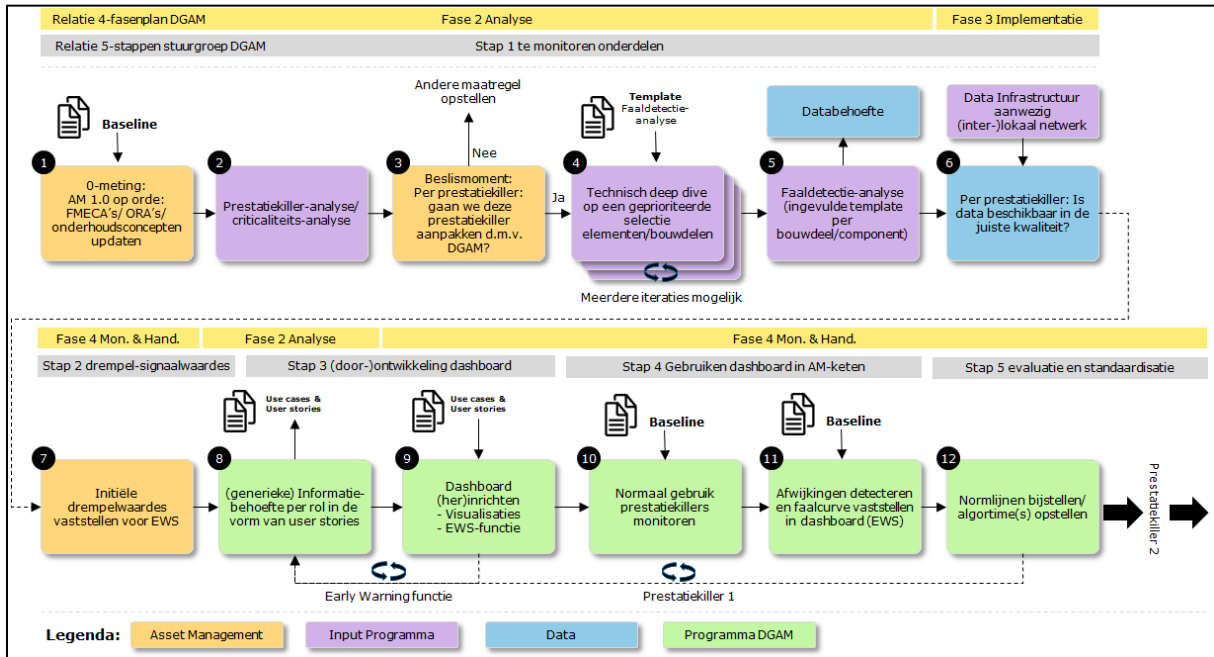 Relatie 4-fasenplan DGAM
Fase 2 Analyse
Fase 3 Implementatie
Relatie 5-stappen stuurgroep DGAM
Stap 1 te monitoren onderdelen
Baseline
Andere maatregel
opstellen
Nee
Template
Faaldetectie-
analyse
Databehoefte
Data Infrastructuur
aanwezig
(inter-)lokaal netwerk
1
0-meting:
AM 1.0 op orde:
FMECA's/ ORA's/
onderhoudsconcepten
updaten
2
Prestatiekiller-analyse/
criticaliteits-analyse
3
Beslismoment:
Per prestatiekiller:
gaan we deze
prestatiekiller
aanpakken d.m.v.
DGAM?
Ja
4
Technisch deep dive
op een geprioriteerde
selectie
elementen/bouwdelen
Meerdere iteraties mogelijk
5
Faaldetectie-analyse
(ingevulde template
per
bouwdeel/component)
6
Per prestatiekiller: Is
data beschikbaar in de
juiste kwaliteit?
Fase 4 Mon. & Hand.
Fase 2 Analyse
Fase 4 Mon. & Hand.
Stap 2 drempel-signaalwaardes
Stap 3 (door-)ontwikkeling dashboard
Stap 4 Gebruiken dashboard in AM-keten
Stap 5 evaluatie en standaardisatie
Use cases &
User stories
Use cases &
User stories
Baseline
Baseline
7
Initiële
drempelwaardes
vaststellen voor EWS
8
(generieke) Informatie-
behoefte per rol in de
vorm van user stories
9
Dashboard
(her)inrichten
- Visualisaties
- EWS-functie
10
Normaal gebruik
prestatiekillers
monitoren
11
Afwijkingen detecteren
en faalcurve vaststellen
in dashboard (EWS)
12
Normlijnen bijstellen/
algortime(s) opstellen
Prestatiekiller 2
Early Warning functie
Prestatiekiller 1
Legenda:
Asset Management
Input Programma
Data
Programma DGAM